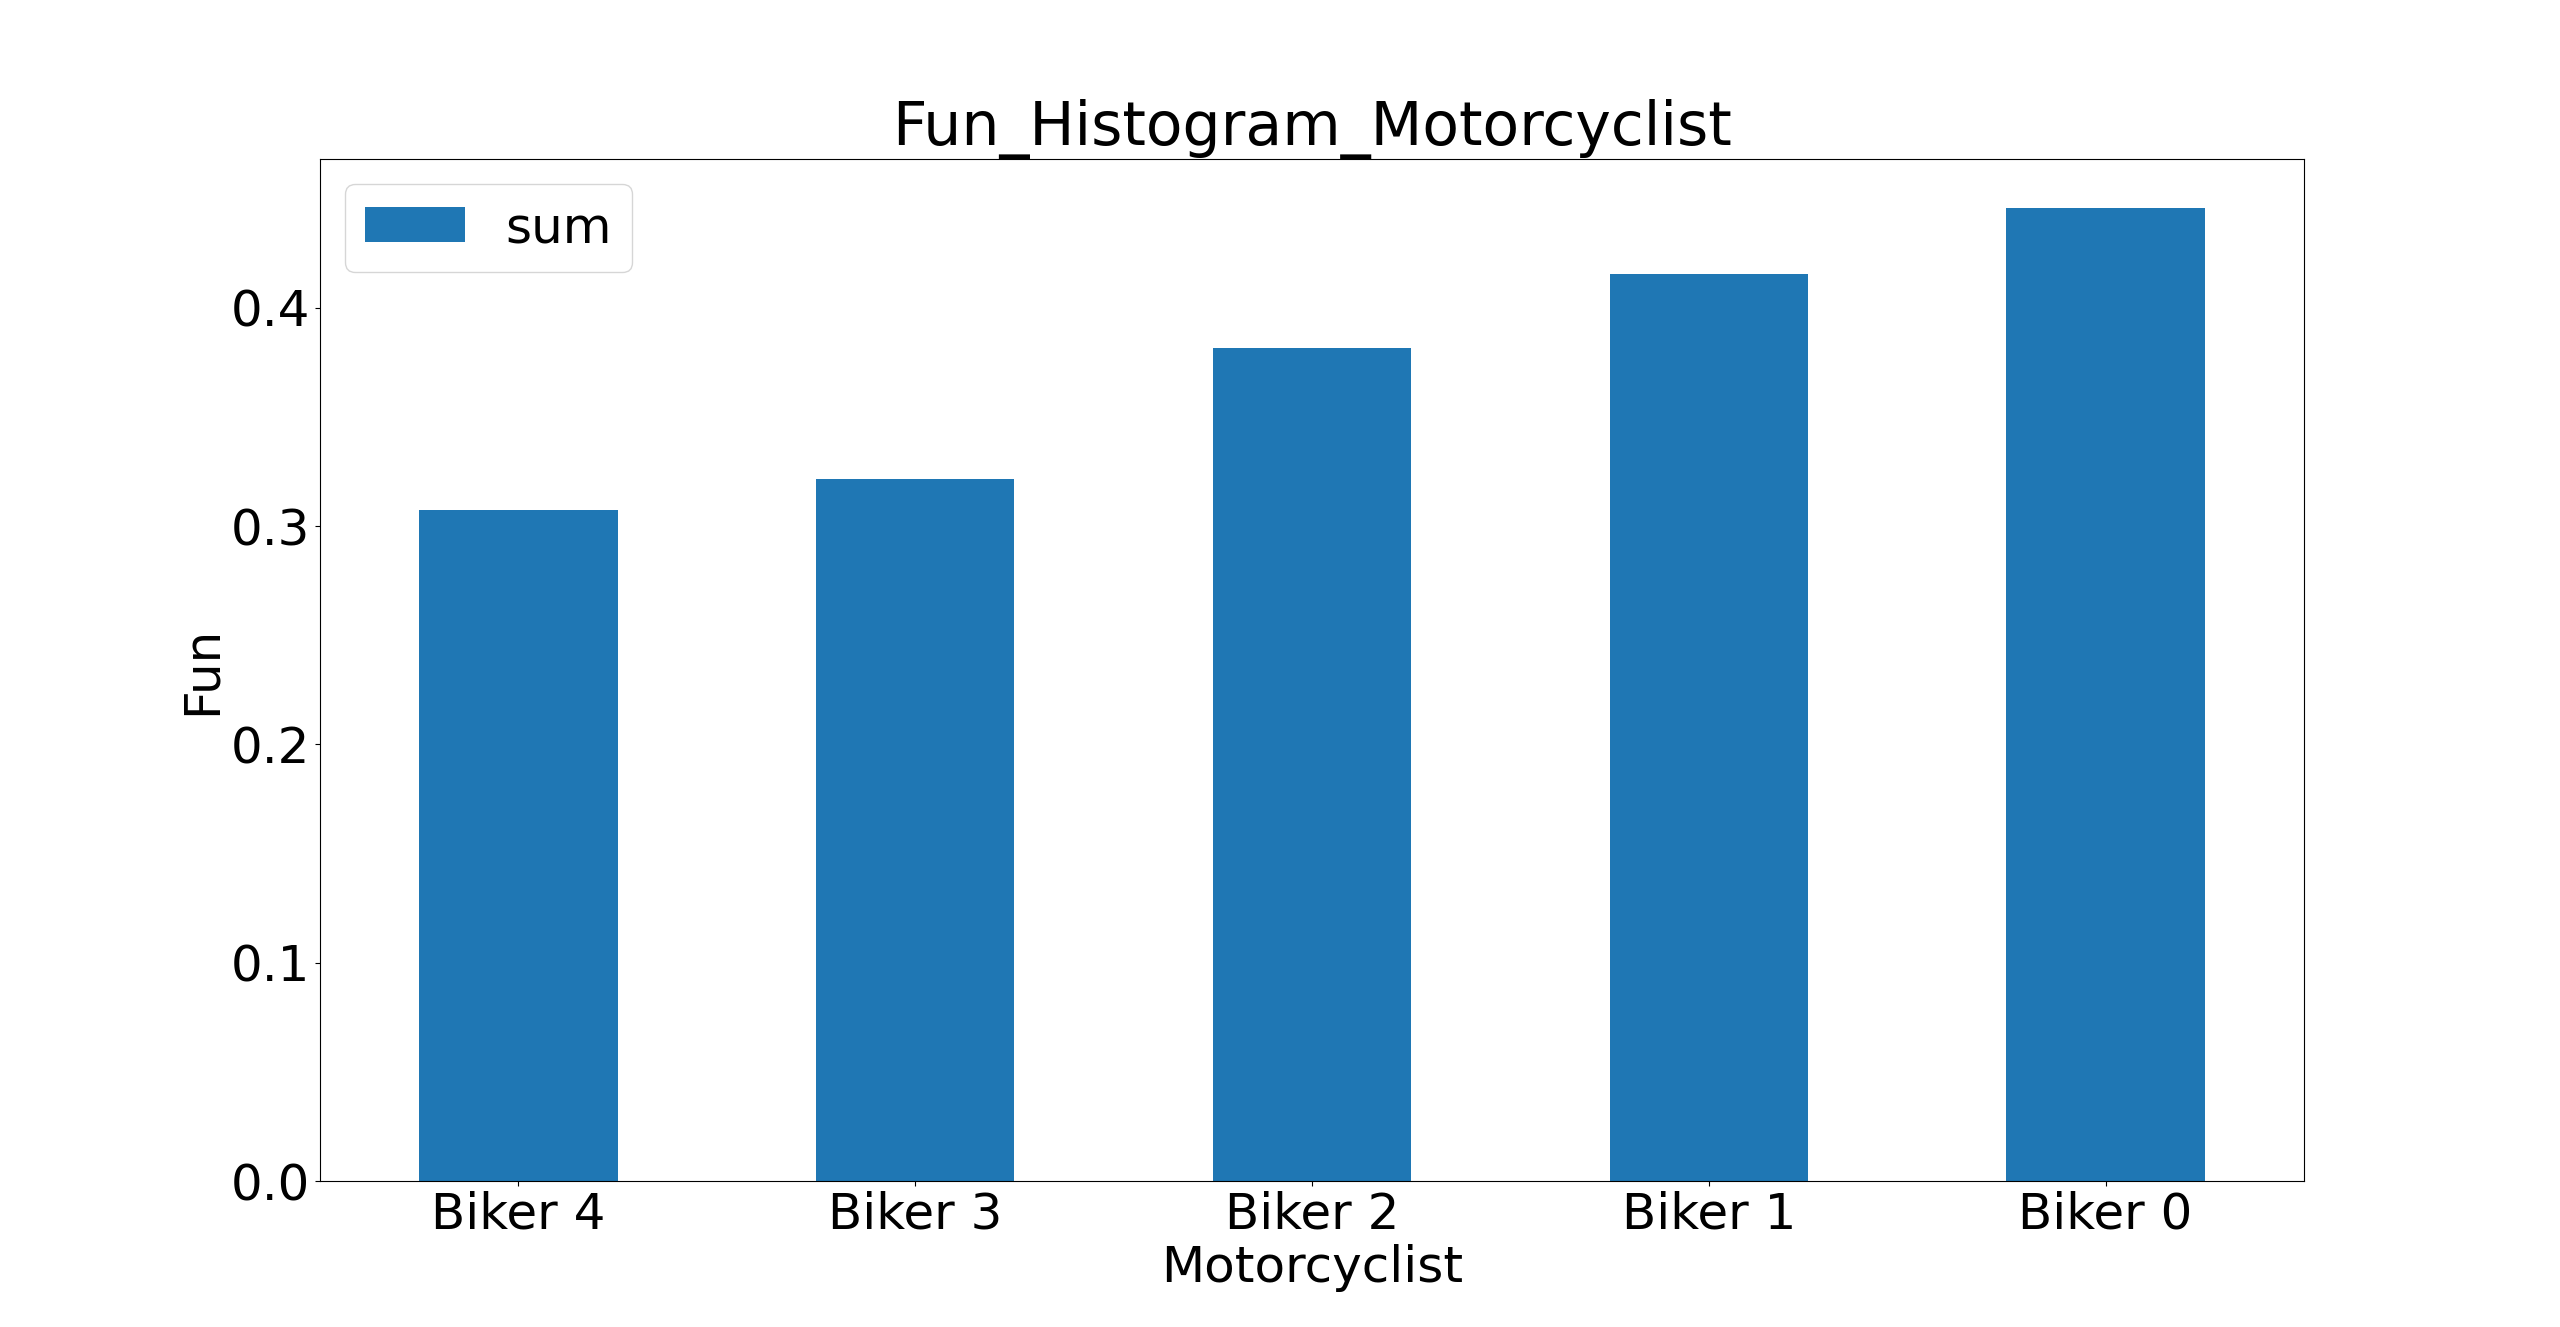 Fun_Histogram_Motorcyclist
sum
Fun
0.4
0.3
0.2
0.1
0.0
Biker 4 Biker 3 Biker 2 Biker 1 Biker 0
Motorcyclist